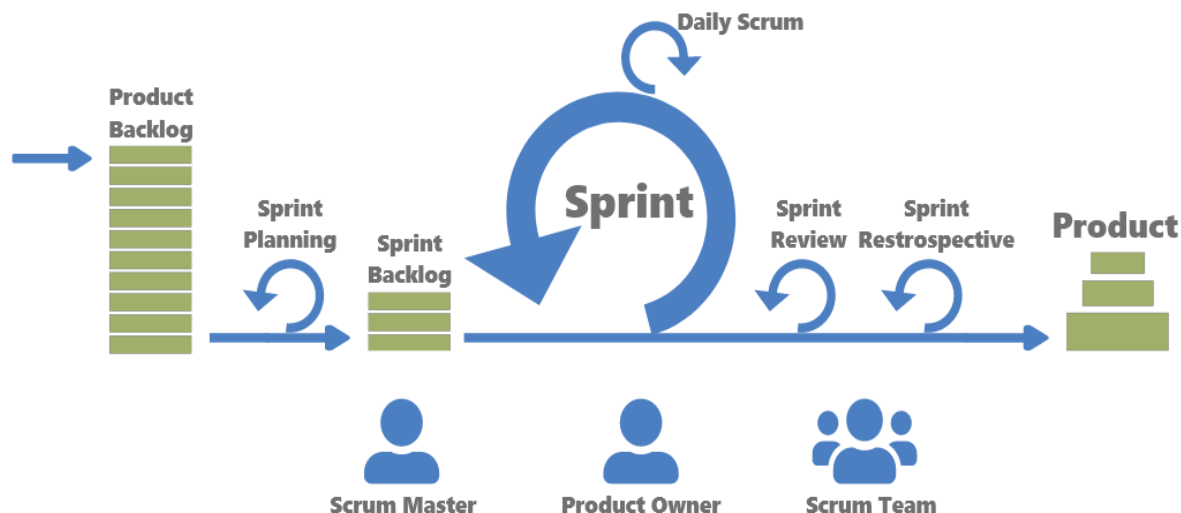 Daily Scrum
Product
Backlog
Sprint
Planning
Sprint
Backlog
Sprint
Sprint
Review
Sprint
Restrospective
Product
Scrum Master
Product Owner
Scrum Team